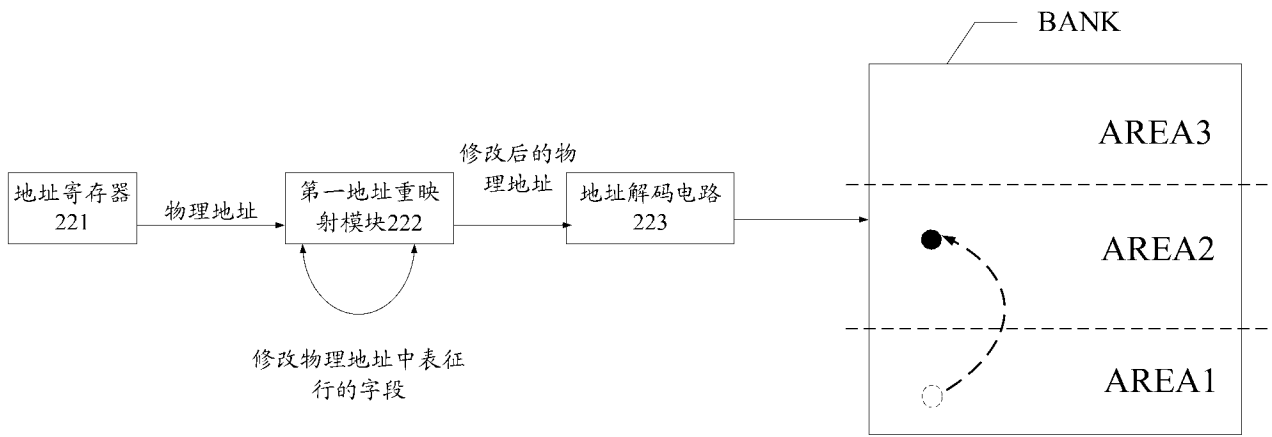 BANK
AREA3
地址寄存器
221
物理地址
第一地址重映
射模块222
修改后的物
理地址
地址解码电路
223
AREA2
修改物理地址中表征
行的字段
AREA1